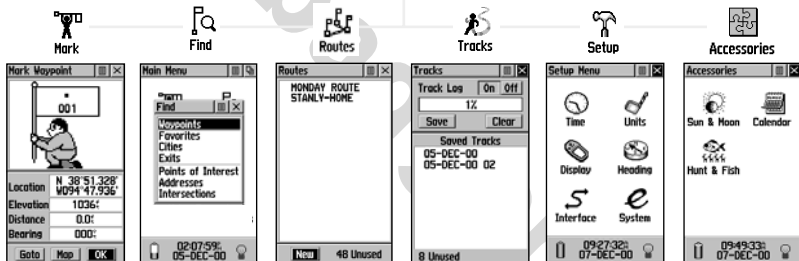 Mark
Find
Routes
Tracks
Setup
Accessories
Mark Waypoint
001
Location
N 38°51.328'
W094°47.936'
Elevation
1036
Distance
0.0
Bearing
000
Goto
Map
OK
Main Menu
Find
Waypoints
Favorites
Cities
Exits
Points of Interest
Addresses
Intersections
02:07:59
05-DEC-00
Routes
MONDAY ROUTE
STANLY-HOME
New
48 Unused
Tracks
Track Log
On
Off
1%
Save
Clear
Saved Tracks
05-DEC-00
05-DEC-00 02
8 Unused
Setup Menu
Time
Units
Display
Heading
Interface
System
09:27:32
07-DEC-00
Accessories
Sun & Moon
Calendar
Hunt & Fish
09:49:33
07-DEC-00